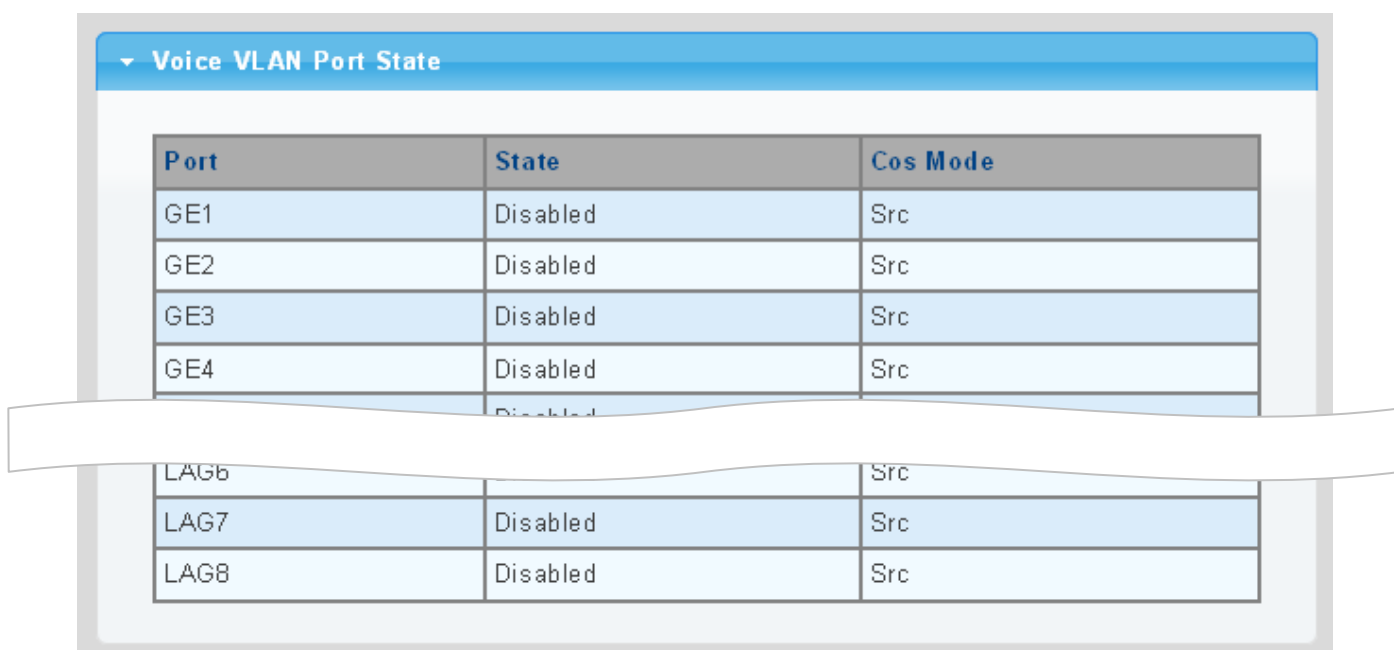 Voice VLAN Port State
Port State Cos Mode
GE1 Disabled Src
GE2 Disabled Src
GE3 Disabled Src
GE4 Disabled Src
Disabled
LAG6 Src
LAG7 Disabled Src
LAG8 Disabled Src